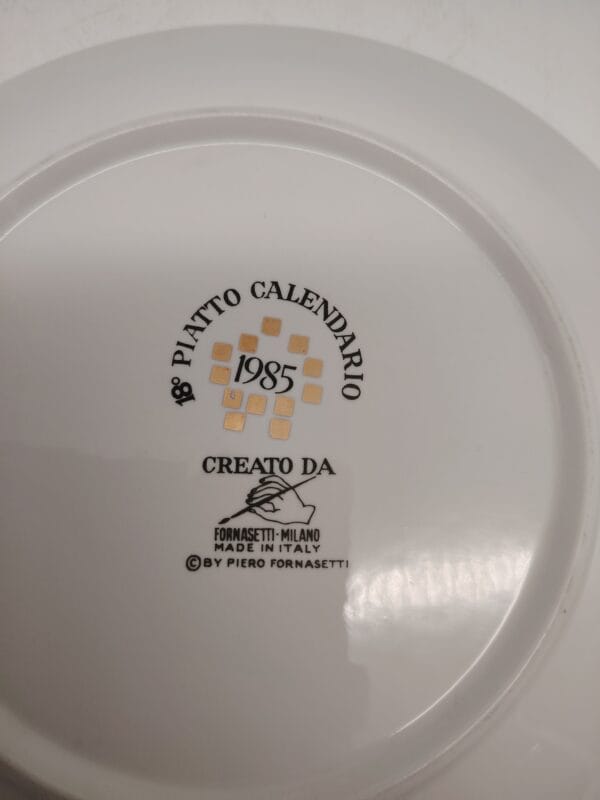 18° PIATTO CALENDARIO
1985
CREATO DA
FORNASETTI-MILANO
MADE IN ITALY
©BY PIERO FORNASETTI